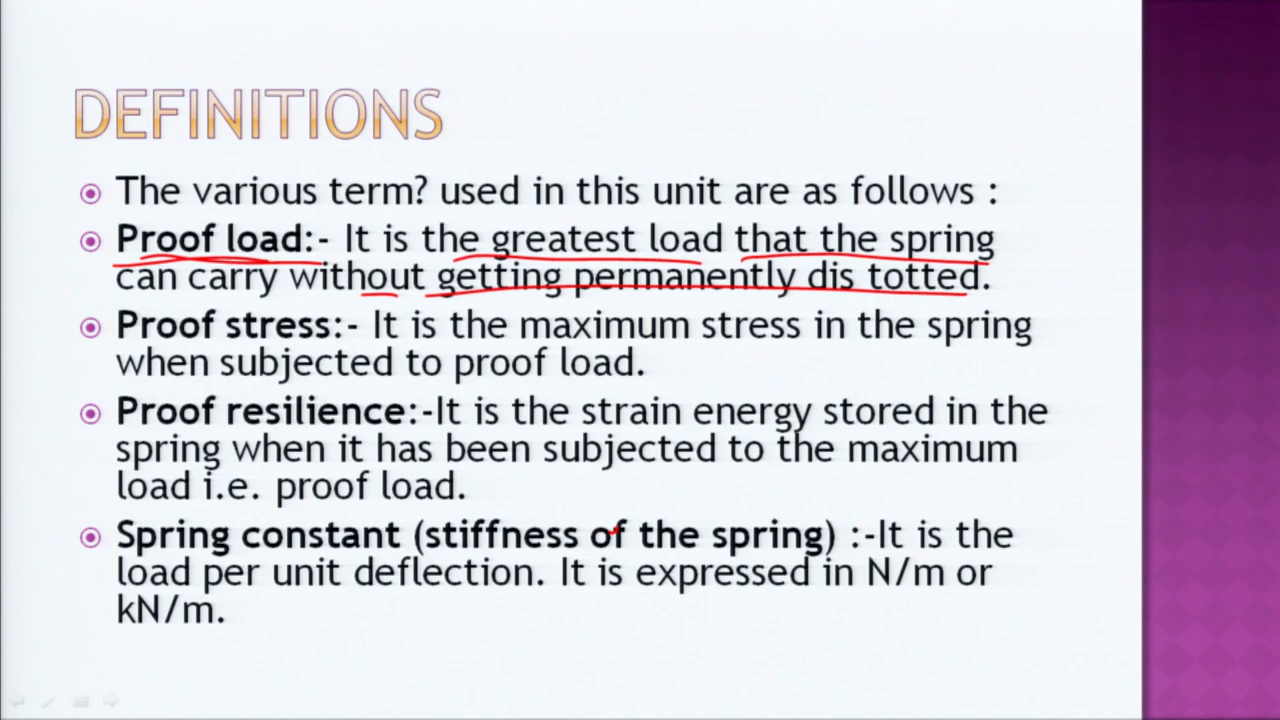 DEFINITIONS
The various term? used in this unit are as follows :
Proof load:- It is the greatest load that the spring
can carry without getting permanently dis totted.
Proof stress:- It is the maximum stress in the spring
when subjected to proof load.
Proof resilience:-It is the strain energy stored in the
spring when it has been subjected to the maximum
load i.e. proof load.
Spring constant (stiffness of the spring) :-It is the
load per unit deflection. It is expressed in N/m or
kN/m.